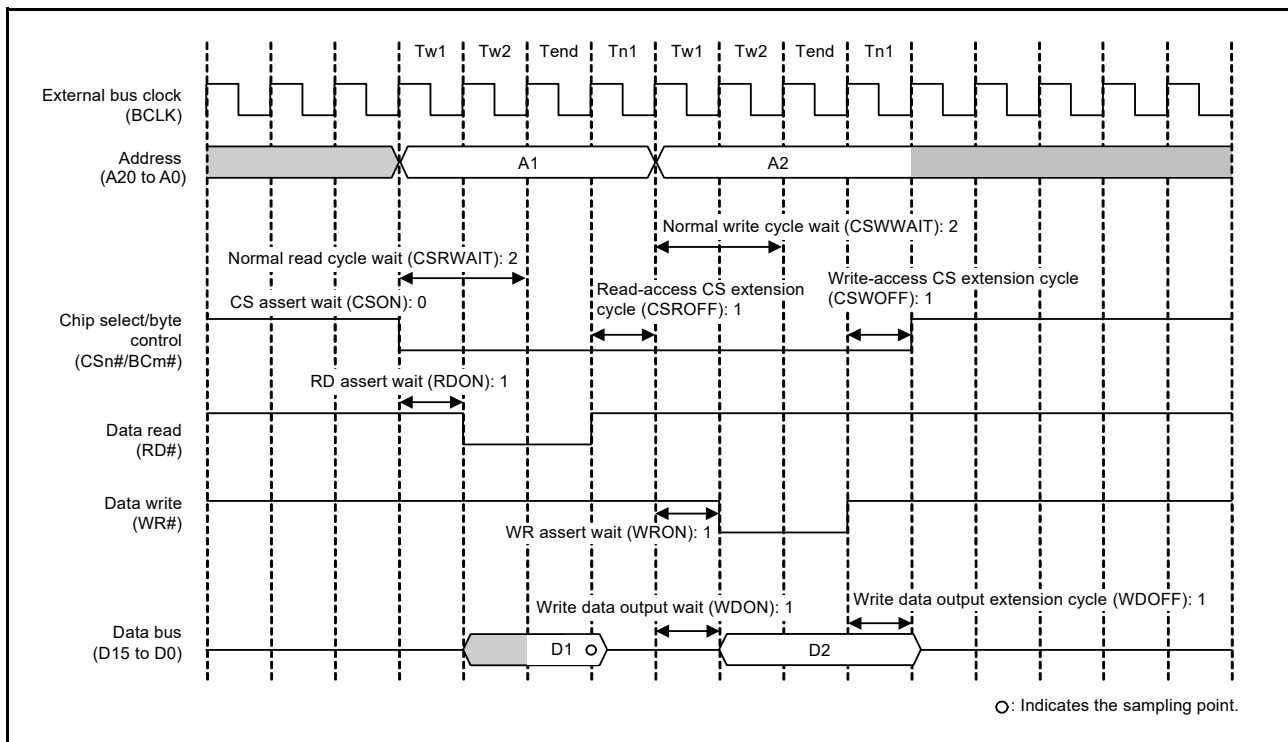 Tw1 Tw2 Tend Tn1 Tw1 Tw2 Tend Tn1
External bus clock
(BCLK)
Address
(A20 to A0)
A1
A2
Normal write cycle wait (CSWWAIT): 2
Normal read cycle wait (CSRWAIT): 2
Read-access CS extension
cycle (CSROFF): 1
Write-access CS extension cycle
(CSWOFF): 1
CS assert wait (CSON): 0
Chip select/byte
control
(CSn#/BCm#)
RD assert wait (RDON): 1
Data read
(RD#)
Data write
(WR#)
WR assert wait (WRON): 1
Write data output wait (WDON): 1
Write data output extension cycle (WDOFF): 1
Data bus
(D15 to D0)
D1
D2
: Indicates the sampling point.